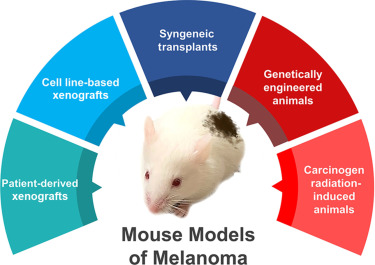 Syngeneic
transplants
Cell line-based
xenografts
Genetically
engineered
animals
Patient-derived
xenografts
Carcinogen
radiation-
induced
animals
Mouse Models
of Melanoma